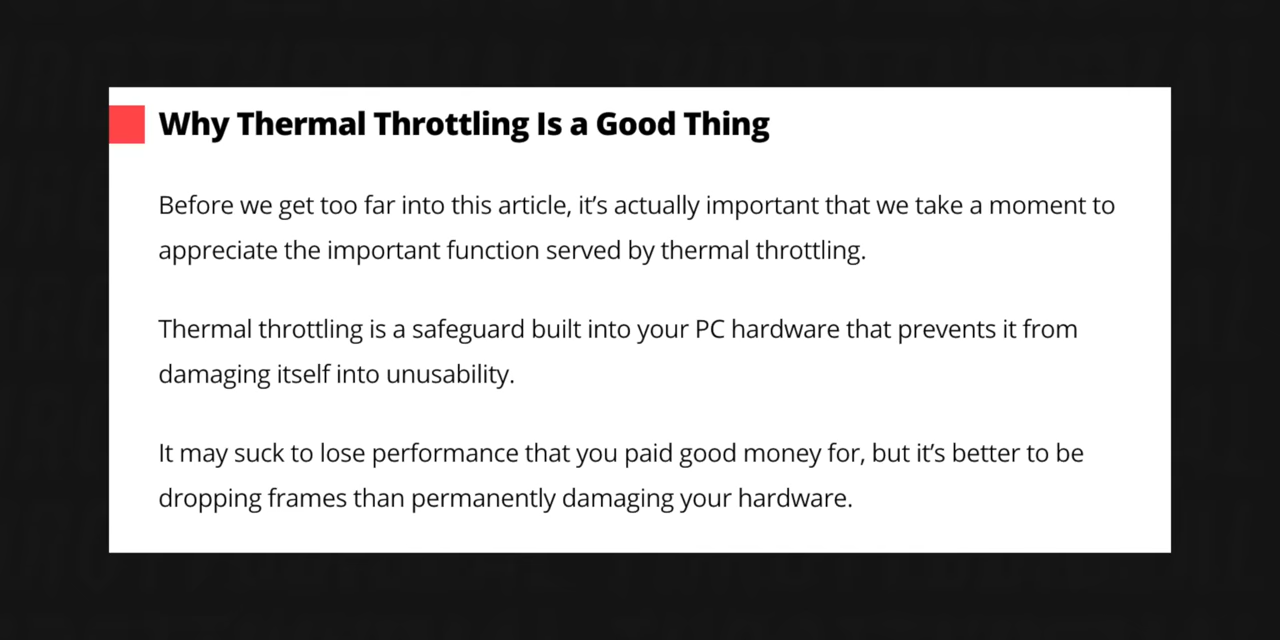 Why Thermal Throttling Is a Good Thing
Before we get too far into this article, it’s actually important that we take a moment to
appreciate the important function served by thermal throttling.
Thermal throttling is a safeguard built into your PC hardware that prevents it from
damaging itself into unusability.
It may suck to lose performance that you paid good money for, but it’s better to be
dropping frames than permanently damaging your hardware.